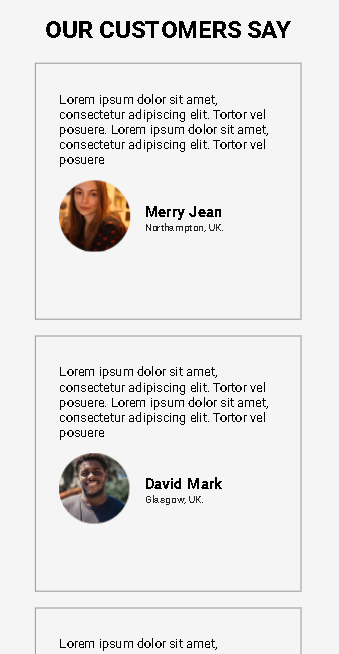 OUR CUSTOMERS SAY
Lorem ipsum dolor sit amet,
consectetur adipiscing elit. Tortor vel
posuere. Lorem ipsum dolor sit amet,
consectetur adipiscing elit. Tortor vel
posuere
Merry Jean
Northampton, UK.
Lorem ipsum dolor sit amet,
consectetur adipiscing elit. Tortor vel
posuere. Lorem ipsum dolor sit amet,
consectetur adipiscing elit. Tortor vel
posuere
David Mark
Glasgow, UK.
Lorem ipsum dolor sit amet,